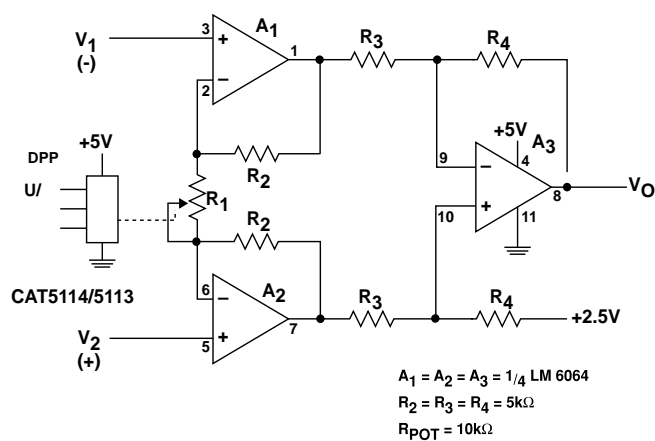 A1
R3
R4
V1
(-)
3
+
1
2
−
+5V
A3
+5V
4
DPP
R2
9
−
U/
R1
8
VO
10
+
11
R2
CAT5114/5113
6
−
A2
R3
R4
7
+2.5V
V2
(+)
5
+
A1 = A2 = A3 = 1/4 LM 6064
R2 = R3 = R4 = 5kΩ
RPOT = 10kΩ